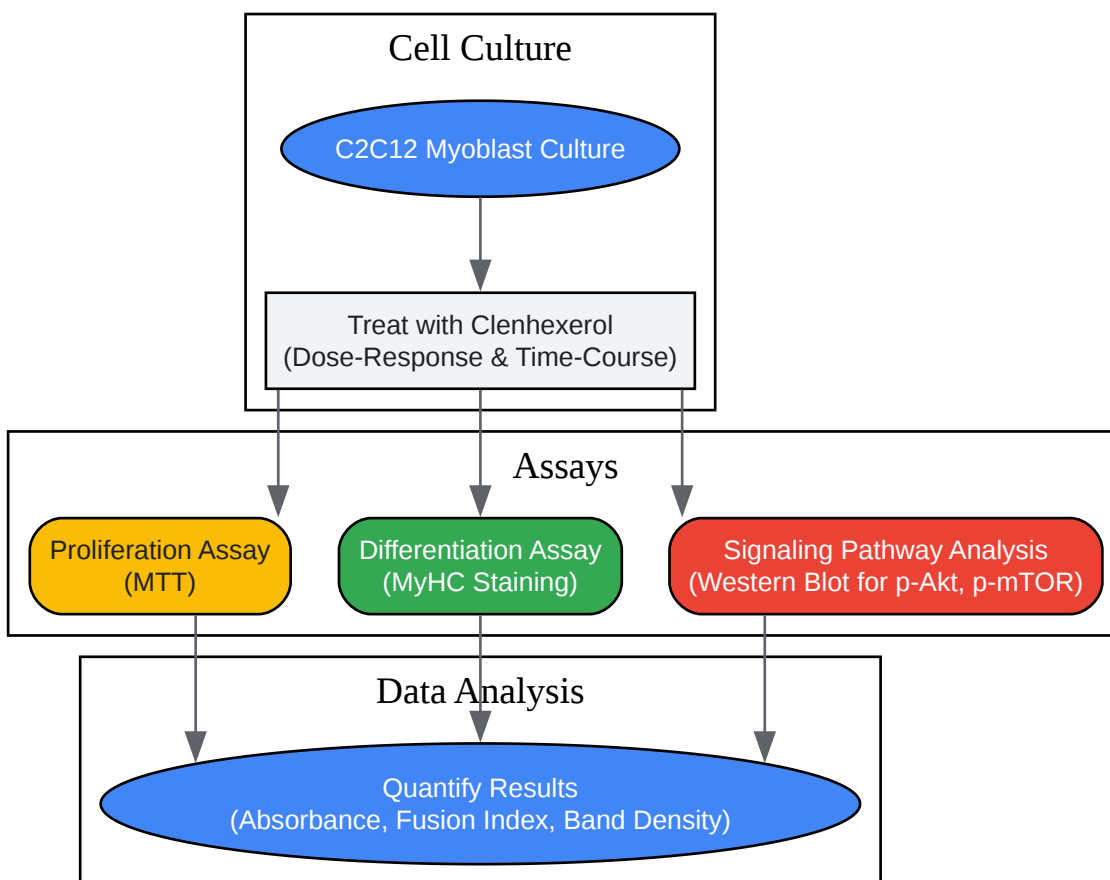 Cell Culture
C2C12 Myoblast Culture
Treat with Clenhexerol
(Dose-Response & Time-Course)
Assays
Proliferation Assay
(MTT)
Differentiation Assay
(MyHC Staining)
Signaling Pathway Analysis
(Western Blot for p-Akt, p-mTOR)
Data Analysis
Quantify Results
(Absorbance, Fusion Index, Band Density)